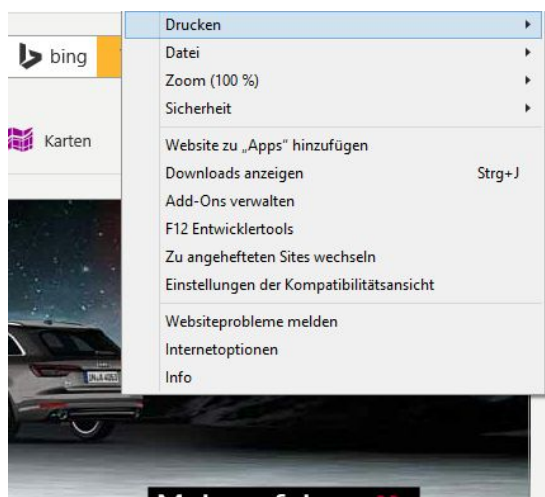 Drucken
bing
Datei
Zoom (100 %)
Sicherheit
Karten
Website zu „Apps“ hinzufügen
Downloads anzeigen Strg+J
Add-Ons verwalten
F12 Entwicklertools
Zu angehefteten Sites wechseln
Einstellungen der Kompatibilitätsansicht
Websiteprobleme melden
Internetoptionen
Info